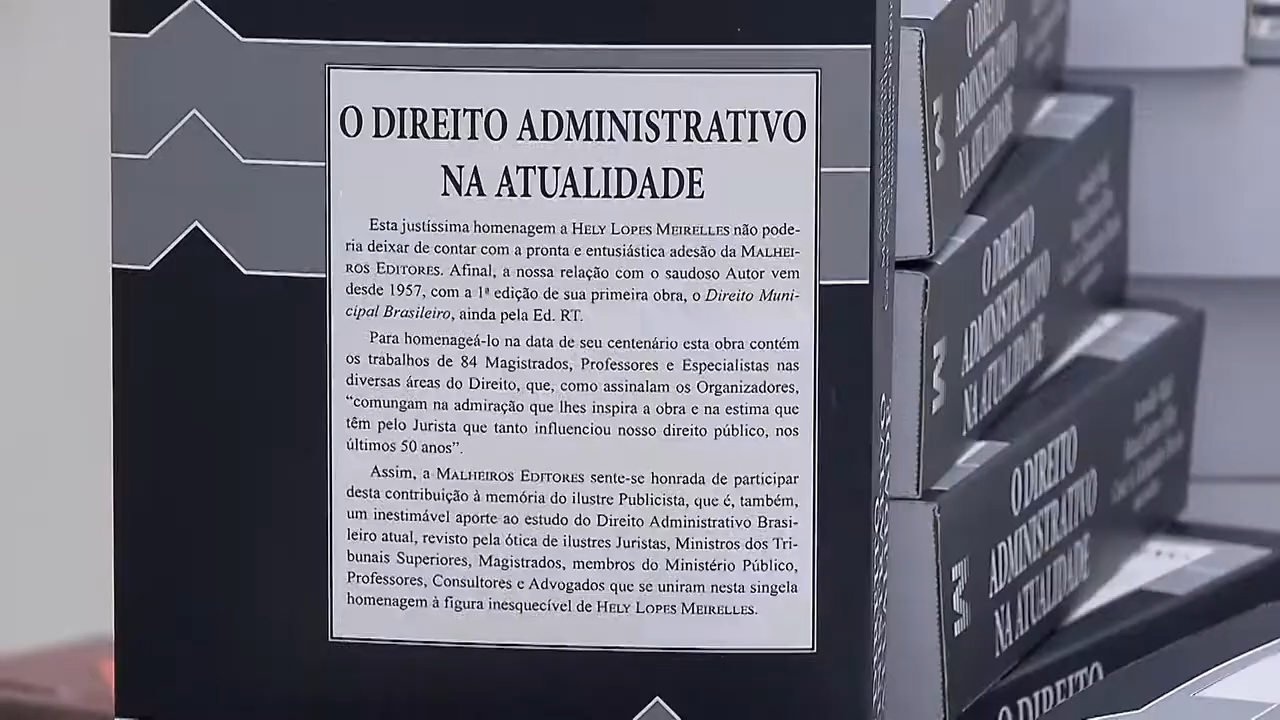 O DIREITO ADMINISTRATIVO
NA ATUALIDADE
Esta justíssima homenagem a HELY LOPES MEIRELLES não pode-
ria deixar de contar com a pronta e entusiástica adesão da MALHEI-
ROS EDITORES. Afinal, a nossa relação com o saudoso Autor vem
desde 1957, com a 1ª edição de sua primeira obra, o Direito Muni-
cipal Brasileiro, ainda pela Ed. RT.
Para homenageá-lo na data de seu centenário esta obra contém
os trabalhos de 84 Magistrados, Professores e Especialistas nas
diversas áreas do Direito, que, como assinalam os Organizadores,
“comungam na admiração que lhes inspira a obra e na estima que
têm pelo Jurista que tanto influenciou nosso direito público, nos
últimos 50 anos”.
Assim, a MALHEIROS EDITORES sente-se honrada de participar
desta contribuição à memória do ilustre Publicista, que é, também,
um inestimável aporte ao estudo do Direito Administrativo Brasi-
leiro atual, revisto pela ótica de ilustres Juristas, Ministros dos Tri-
bunais Superiores, Magistrados, membros do Ministério Público,
Professores, Consultores e Advogados que se uniram nesta singela
homenagem à figura inesquecível de HELY LOPES MEIRELLES.
O DIREITO
ADMINISTRATIVO
NA ATUALIDADE
O DIREITO
ADMINISTRATIVO
NA ATUALIDADE
O DIREITO
ADMINISTRATIVO
NA ATUALIDADE
O DIREITO